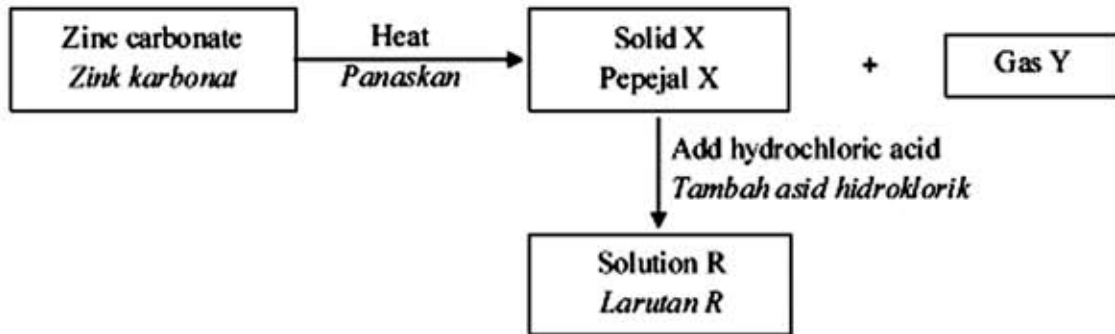 Zinc carbonate
Zink karbonat
Heat
Panaskan
Solid X
Pepejal X
+
Gas Y
Add hydrochloric acid
Tambah asid hidroklorik
Solution R
Larutan R